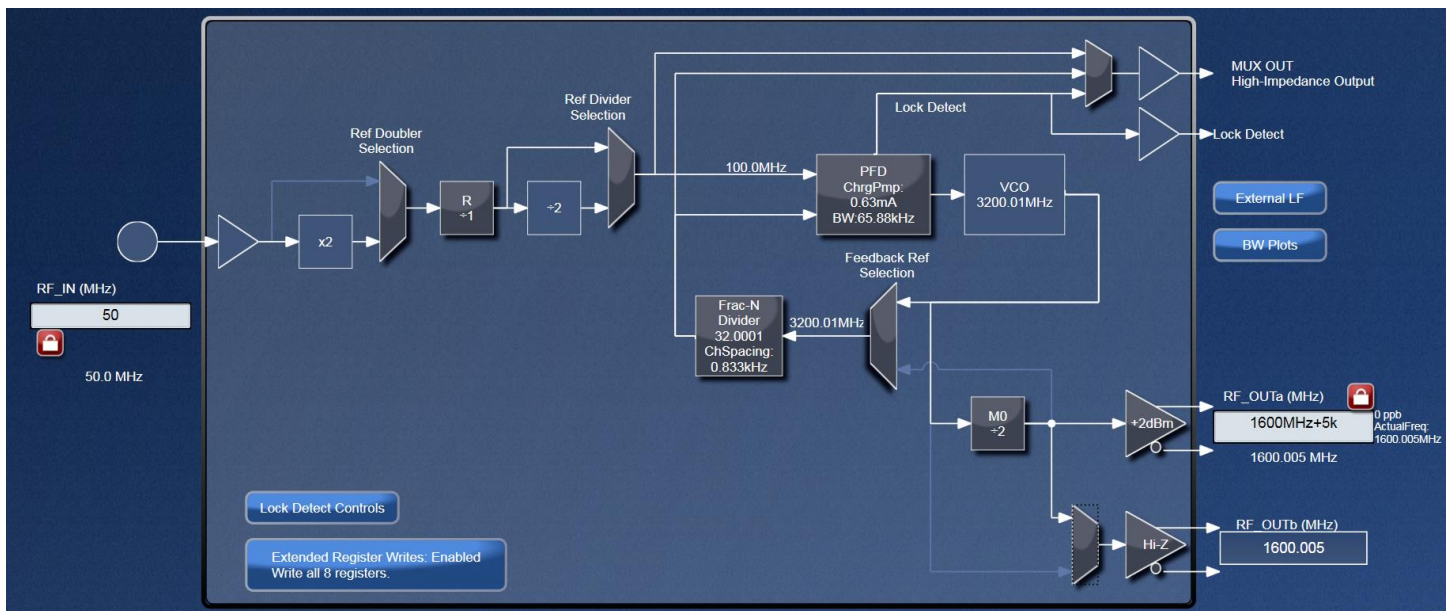 MUX OUT
High-Impedance Output
Ref Divider
Selection
Lock Detect
Lock Detect
Ref Doubler
Selection
100.0MHz
PFD
ChrgPmp:
0.63mA
BW:65.88kHz
VCO
3200.01MHz
R
÷1
÷2
x2
External LF
BW Plots
Feedback Ref
Selection
RF_IN (MHz)
50
50.0 MHz
Frac-N
Divider
32.0001
ChSpacing:
0.833kHz
3200.01MHz
M0
÷2
+2dBm
RF_OUTa (MHz)
1600MHz+5k
0 ppb
ActualFreq:
1600.005MHz
1600.005 MHz
Lock Detect Controls
Extended Register Writes: Enabled
Write all 8 registers.
Hi-Z
RF_OUTb (MHz)
1600.005